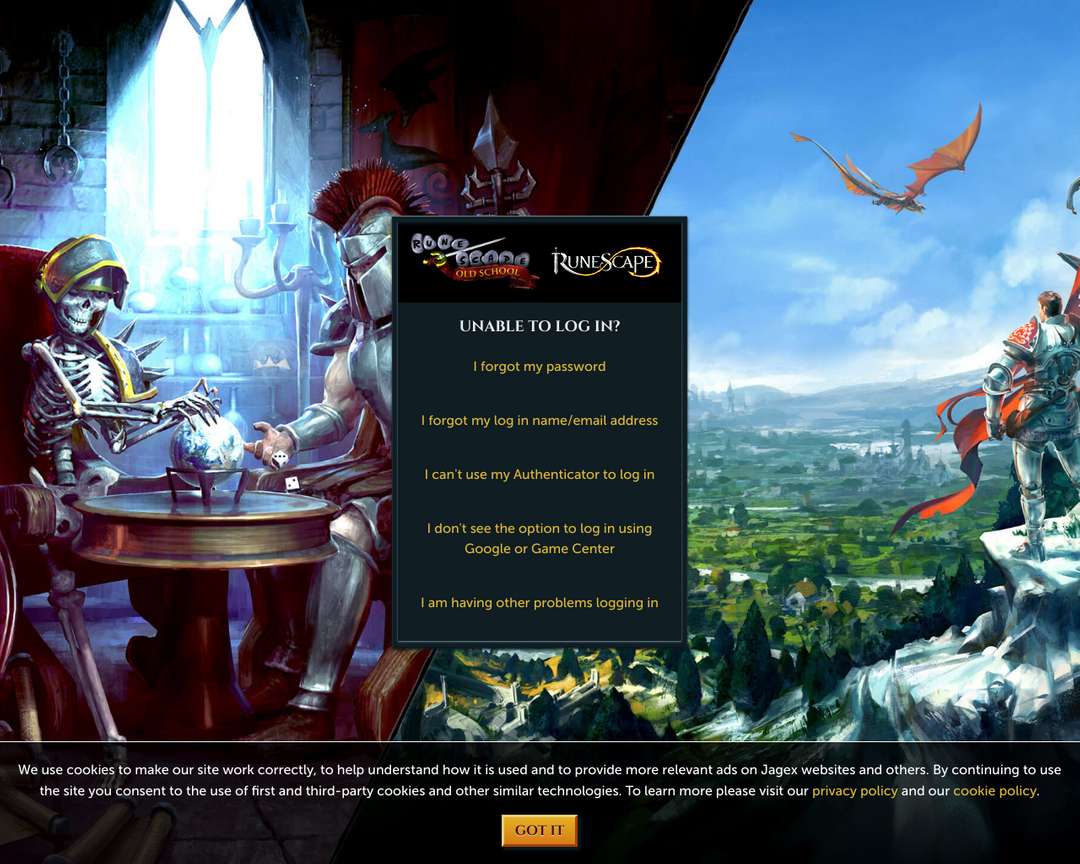 RUNE
SCAPE
OLD SCHOOL
RUNESCAPE
UNABLE TO LOG IN?
I forgot my password
I forgot my log in name/email address
I can't use my Authenticator to log in
I don't see the option to log in using
Google or Game Center
I am having other problems logging in
We use cookies to make our site work correctly, to help understand how it is used and to provide more relevant ads on Jagex websites and others. By continuing to use
the site you consent to the use of first and third-party cookies and other similar technologies. To learn more please visit our privacy policy and our cookie policy.
GOT IT